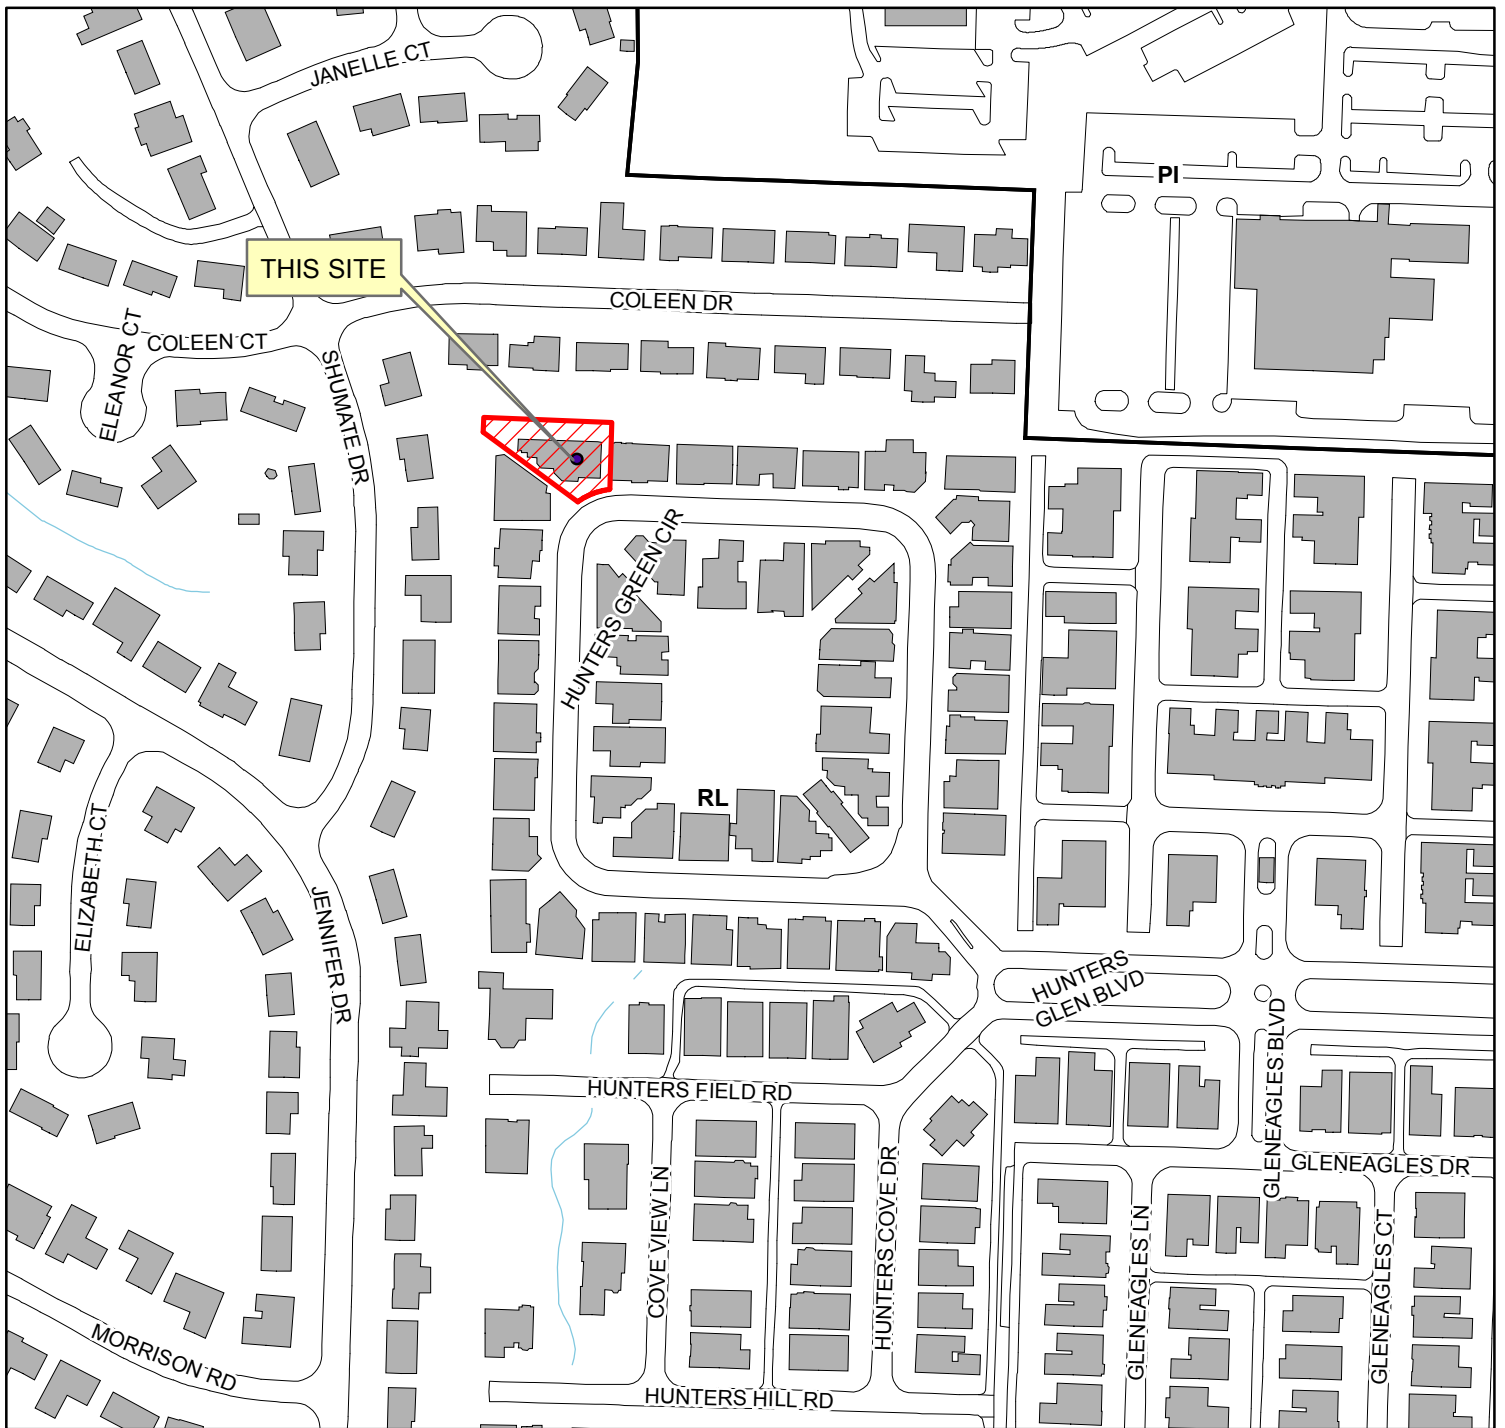 JANELLE CT
PI
THIS SITE
COLEEN DR
COLEEN CT
ELEANOR CT
SHUMATE DR
HUNTERS GREEN CIR
RL
ELIZABETH CT
JENNIFER DR
HUNTERS
GLEN BLVD
GLENEAGLES BLVD
HUNTERS FIELD RD
GLENEAGLES DR
COVE VIEW LN
HUNTERS COVE DR
GLENEAGLES LN
GLENEAGLES CT
MORRISON RD
HUNTERS HILL RD